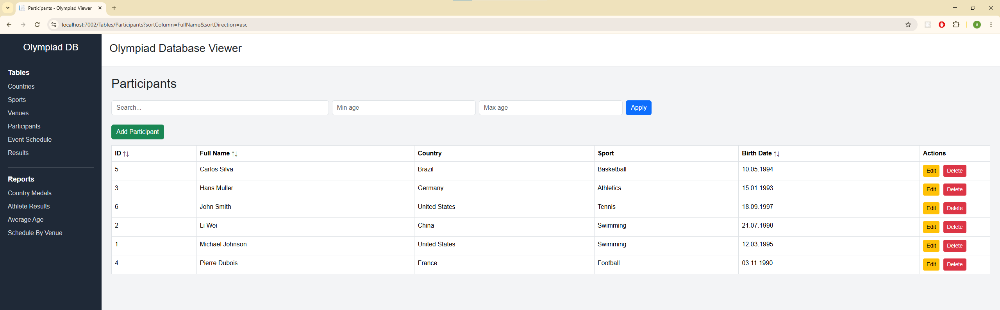 Participants - Olympiad Viewer
localhost:7002/Tables/Participants?sortColumn=FullName&sortDirection=asc
и
Olympiad DB
Tables
Countries
Sports
Venues
Participants
Event Schedule
Results
Reports
Country Medals
Athlete Results
Average Age
Schedule By Venue
Olympiad Database Viewer
Participants
Search... Min age Max age Apply
Add Participant
ID ↑↓ Full Name ↑↓ Country Sport Birth Date ↑↓ Actions
5 Carlos Silva Brazil Basketball 10.05.1994 Edit Delete
3 Hans Muller Germany Athletics 15.01.1993 Edit Delete
6 John Smith United States Tennis 18.09.1997 Edit Delete
2 Li Wei China Swimming 21.07.1998 Edit Delete
1 Michael Johnson United States Swimming 12.03.1995 Edit Delete
4 Pierre Dubois France Football 03.11.1990 Edit Delete